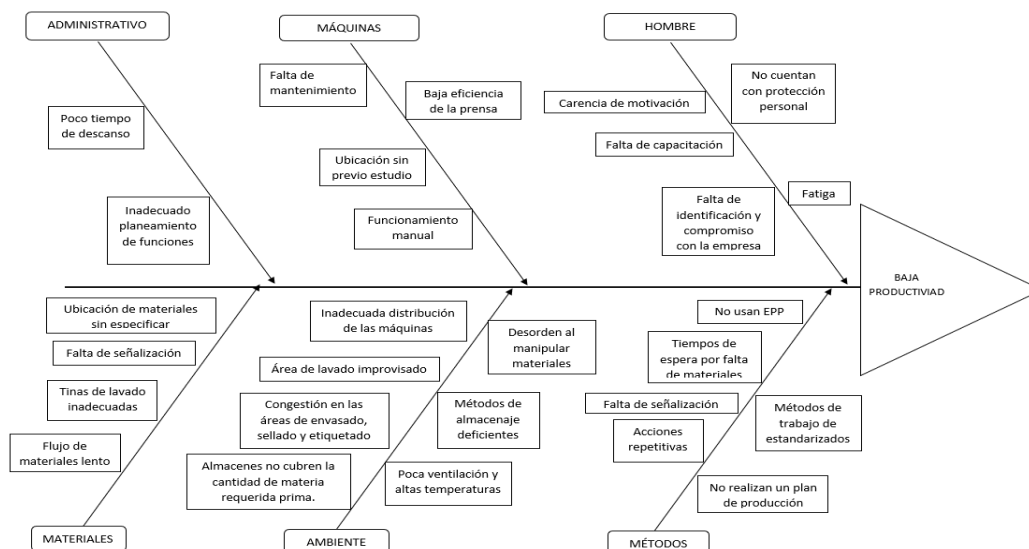 ADMINISTRATIVO
MÁQUINAS
HOMBRE
Poco tiempo
de descanso
Inadecuado
planeamiento
de funciones
Falta de
mantenimiento
Baja eficiencia
de la prensa
Ubicación sin
previo estudio
Funcionamiento
manual
No cuentan
con protección
personal
Carencia de motivación
Falta de capacitación
Fatiga
Falta de
identificación y
compromiso
con la empresa
BAJA
PRODUCTIVIAD
Ubicación de materiales
sin especificar
Falta de señalización
Tinas de lavado
inadecuadas
Flujo de
materiales lento
Inadecuada distribución
de las máquinas
Desorden al
manipular
materiales
Área de lavado improvisado
Congestión en las
áreas de envasado,
sellado y etiquetado
Métodos de
almacenaje
deficientes
Almacenes no cubren la
cantidad de materia
requerida prima.
Poca ventilación y
altas temperaturas
No usan EPP
Tiempos de
espera por falta
de materiales
Falta de señalización
Métodos de
trabajo de
estandarizados
Acciones
repetitivas
No realizan un plan
de producción
MATERIALES
AMBIENTE
MÉTODOS